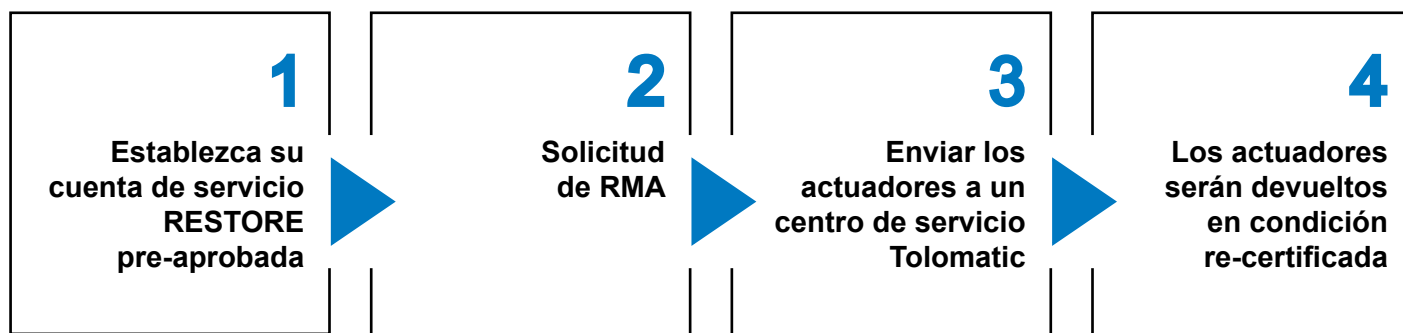 1
Establezca su
cuenta de servicio
RESTORE
pre-aprobada
2
Solicitud
de RMA
3
Enviar los
actuadores a un
centro de servicio
Tolomatic
4
Los actuadores
serán devueltos
en condición
re-certificada